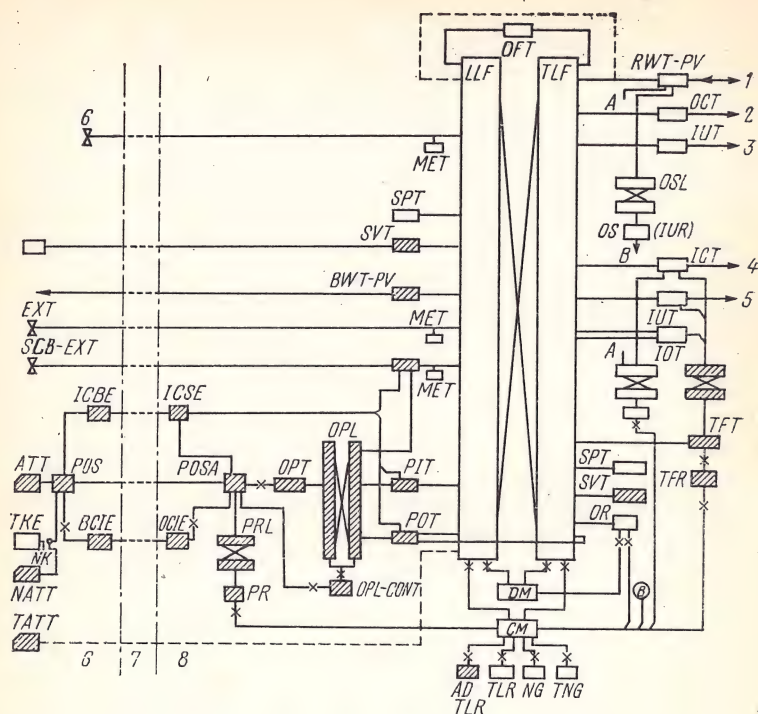 OFT
LLF TLF
RWT-PV
1
A
OCT
2
IUT
3
6
MET
OSL
SPT
OS (IUR)
SVT
B
ICT
4
BWT-PV
5
EXT
MET
IUT
SCB-EXT
A
IOT
MET
ICBE ICSE
OPL
TFT
ATT POS POSA OPT PIT
SPT
SVT TFR
TKE BCIE OCIE PRL POT
OR
NK
NATT
PR OPL-CONT DM B
TATT
CM
6 7 8
AD TLR TLR NG TNG